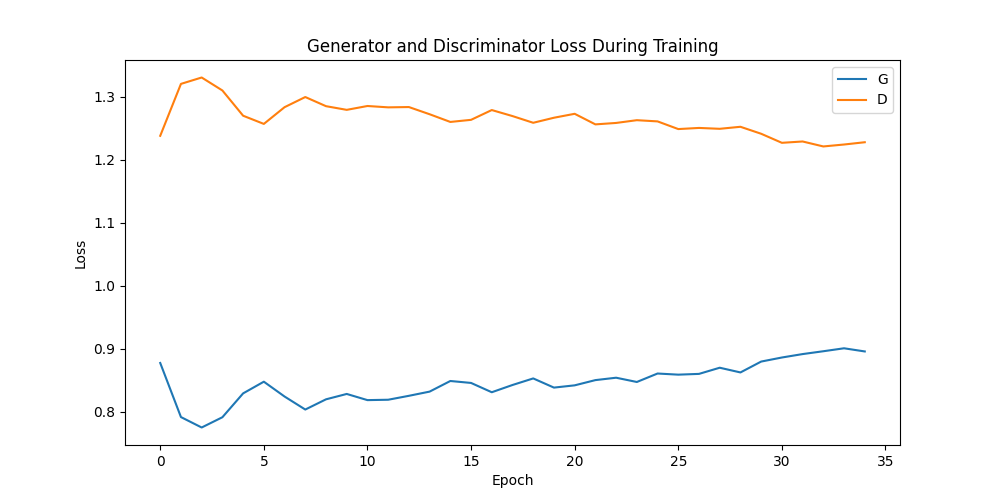 Generator and Discriminator Loss During Training
G
D
1.3
1.2
1.1
1.0
0.9
0.8
Loss
0 5 10 15 20 25 30 35
Epoch